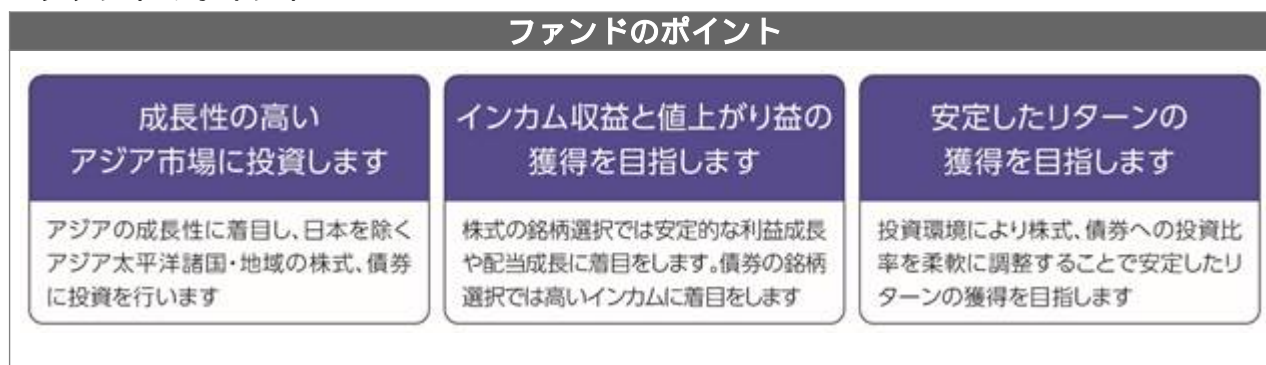 ファンドのポイント
成長性の高い
アジア市場に投資します
アジアの成長性に着目し、日本を除く
アジア太平洋諸国・地域の株式、債券
に投資を行います
インカム収益と値上がり益の
獲得を目指します
株式の銘柄選択では安定的な利益成長
や配当成長に着目をします。債券の銘柄
選択では高いインカムに着目をします
安定したリターンの
獲得を目指します
投資環境により株式、債券への投資比
率を柔軟に調整することで安定したリ
ターンの獲得を目指します